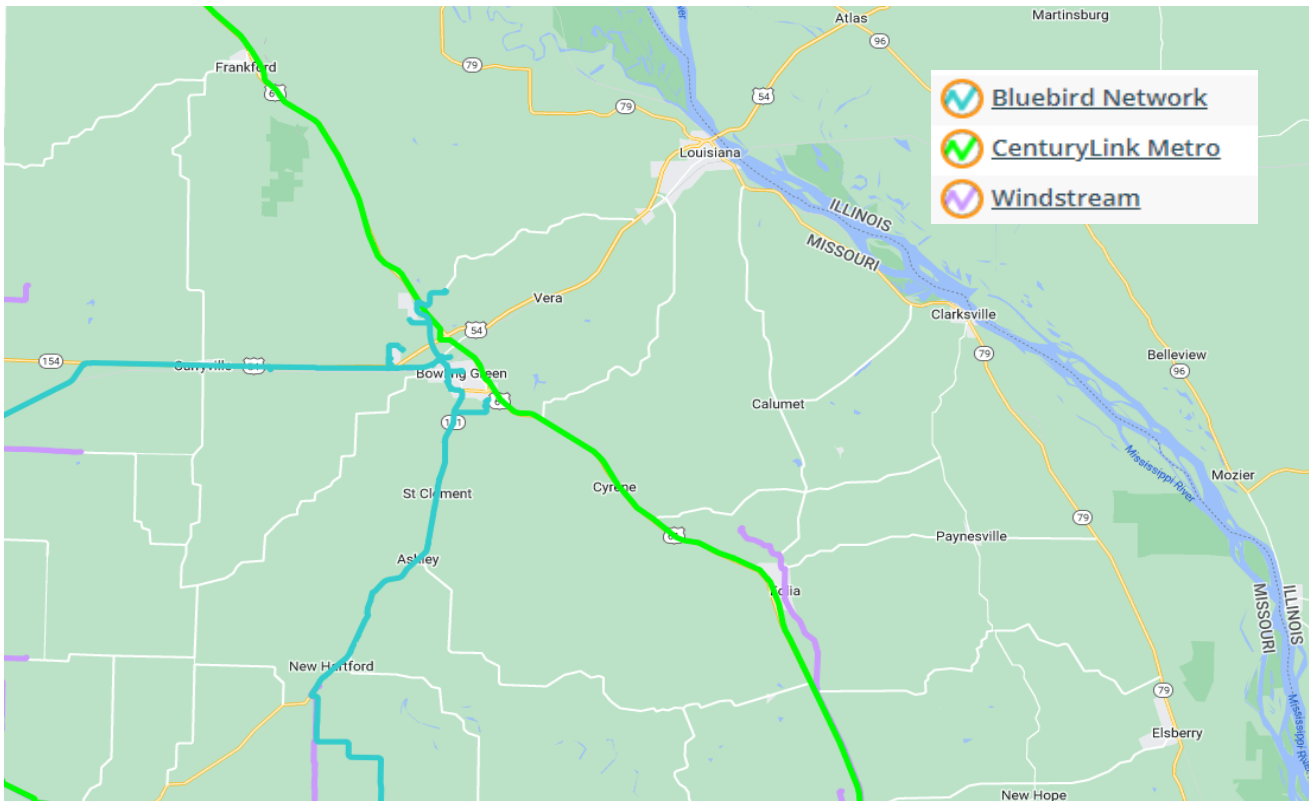 Martinsburg
Atlas
96
Frankford
79
54
79
Bluebird Network
CenturyLink Metro
Windstream
Louisiana
ILLINOIS
MISSOURI
Vera
Clarksville
54
154
Curryville
Bowling Green
79
Belleview
96
Calumet
161
St Clement
Cyrene
Mississippi River
Mozier
61
79
Paynesville
Ashley
Eolia
MISSOURI
ILLINOIS
New Hartford
79
Elsberry
New Hope